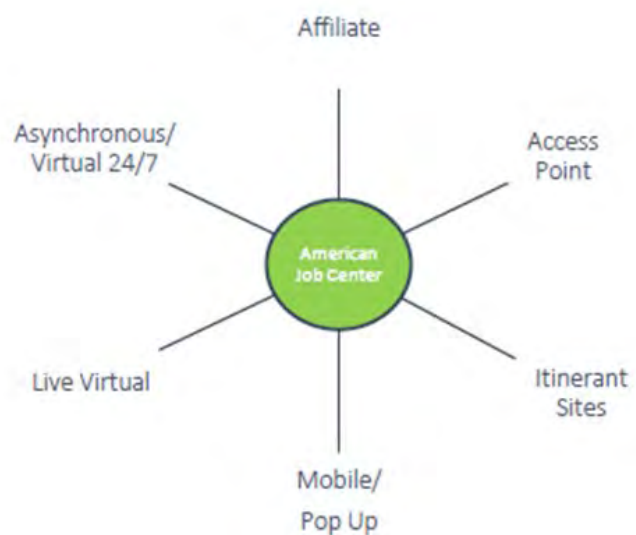 Affiliate
Asynchronous/
Virtual 24/7
Access
Point
American
Job Center
Live Virtual
Itinerant
Sites
Mobile/
Pop Up